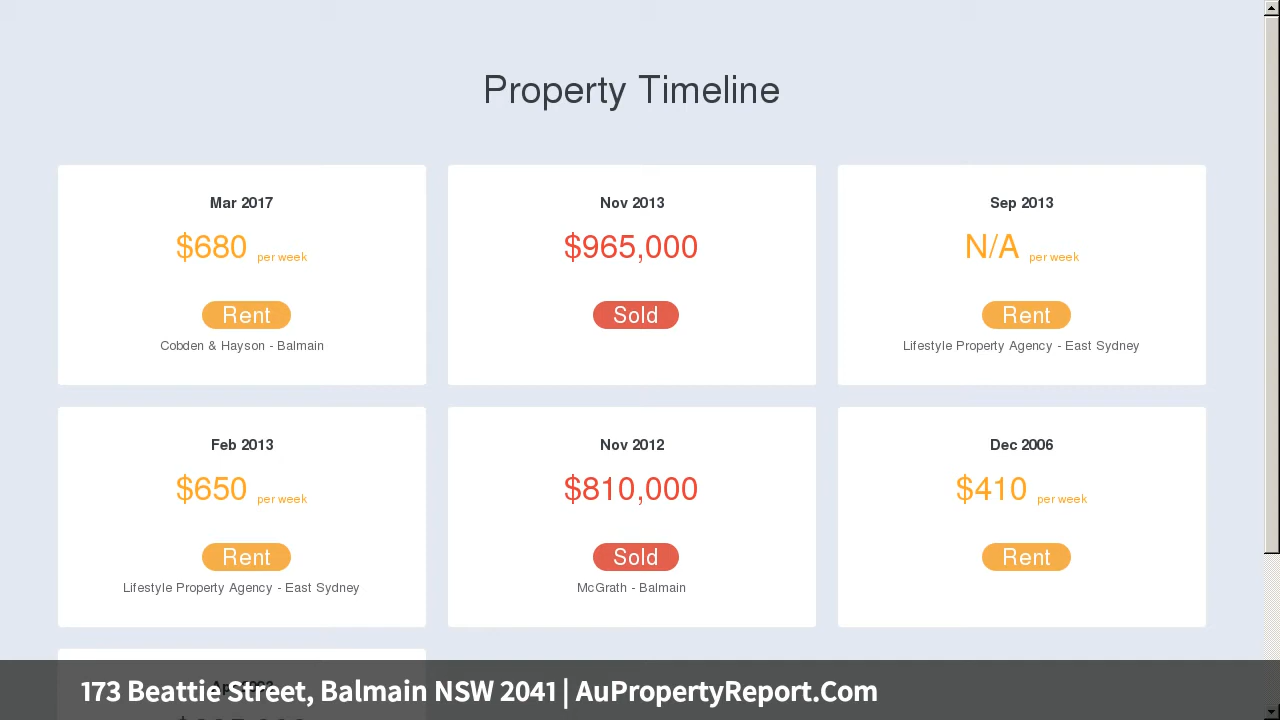 Property Timeline
Mar 2017
$680 per week
Rent
Cobden & Hayson - Balmain
Nov 2013
$965,000
Sold
Sep 2013
N/A per week
Rent
Lifestyle Property Agency - East Sydney
Feb 2013
$650 per week
Rent
Lifestyle Property Agency - East Sydney
Nov 2012
$810,000
Sold
McGrath - Balmain
Dec 2006
$410 per week
Rent
173 Beattie Street, Balmain NSW 2041 | AuPropertyReport.Com